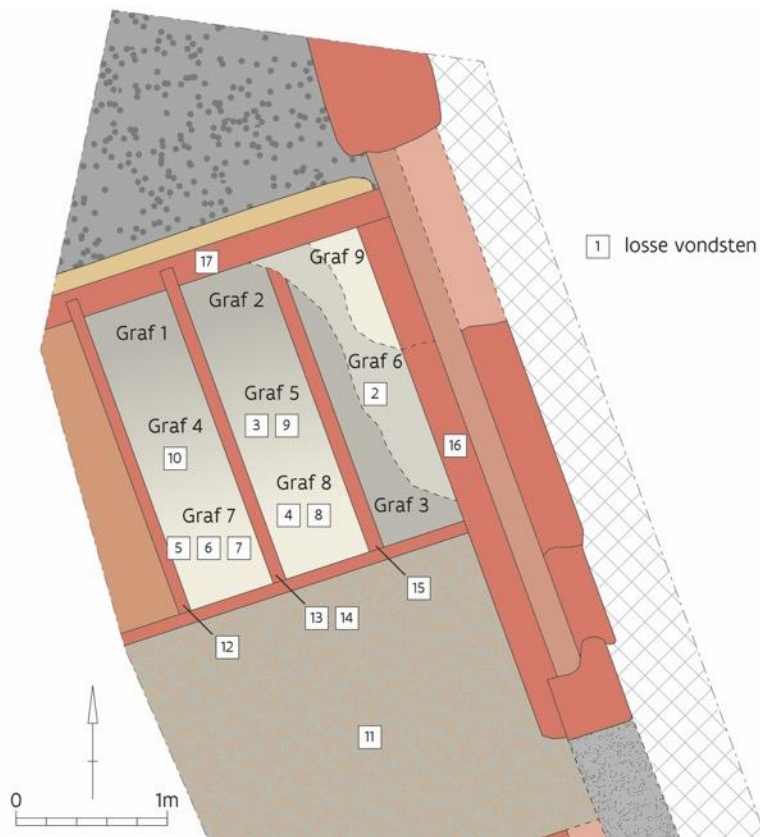 1 losse vondsten
17
Graf 9
Graf 1
Graf 2
Graf 6
2
Graf 5
3 9
Graf 4
10
16
Graf 8
4 8
Graf 3
Graf 7
5 6 7
15
13 14
12
11
0 1m